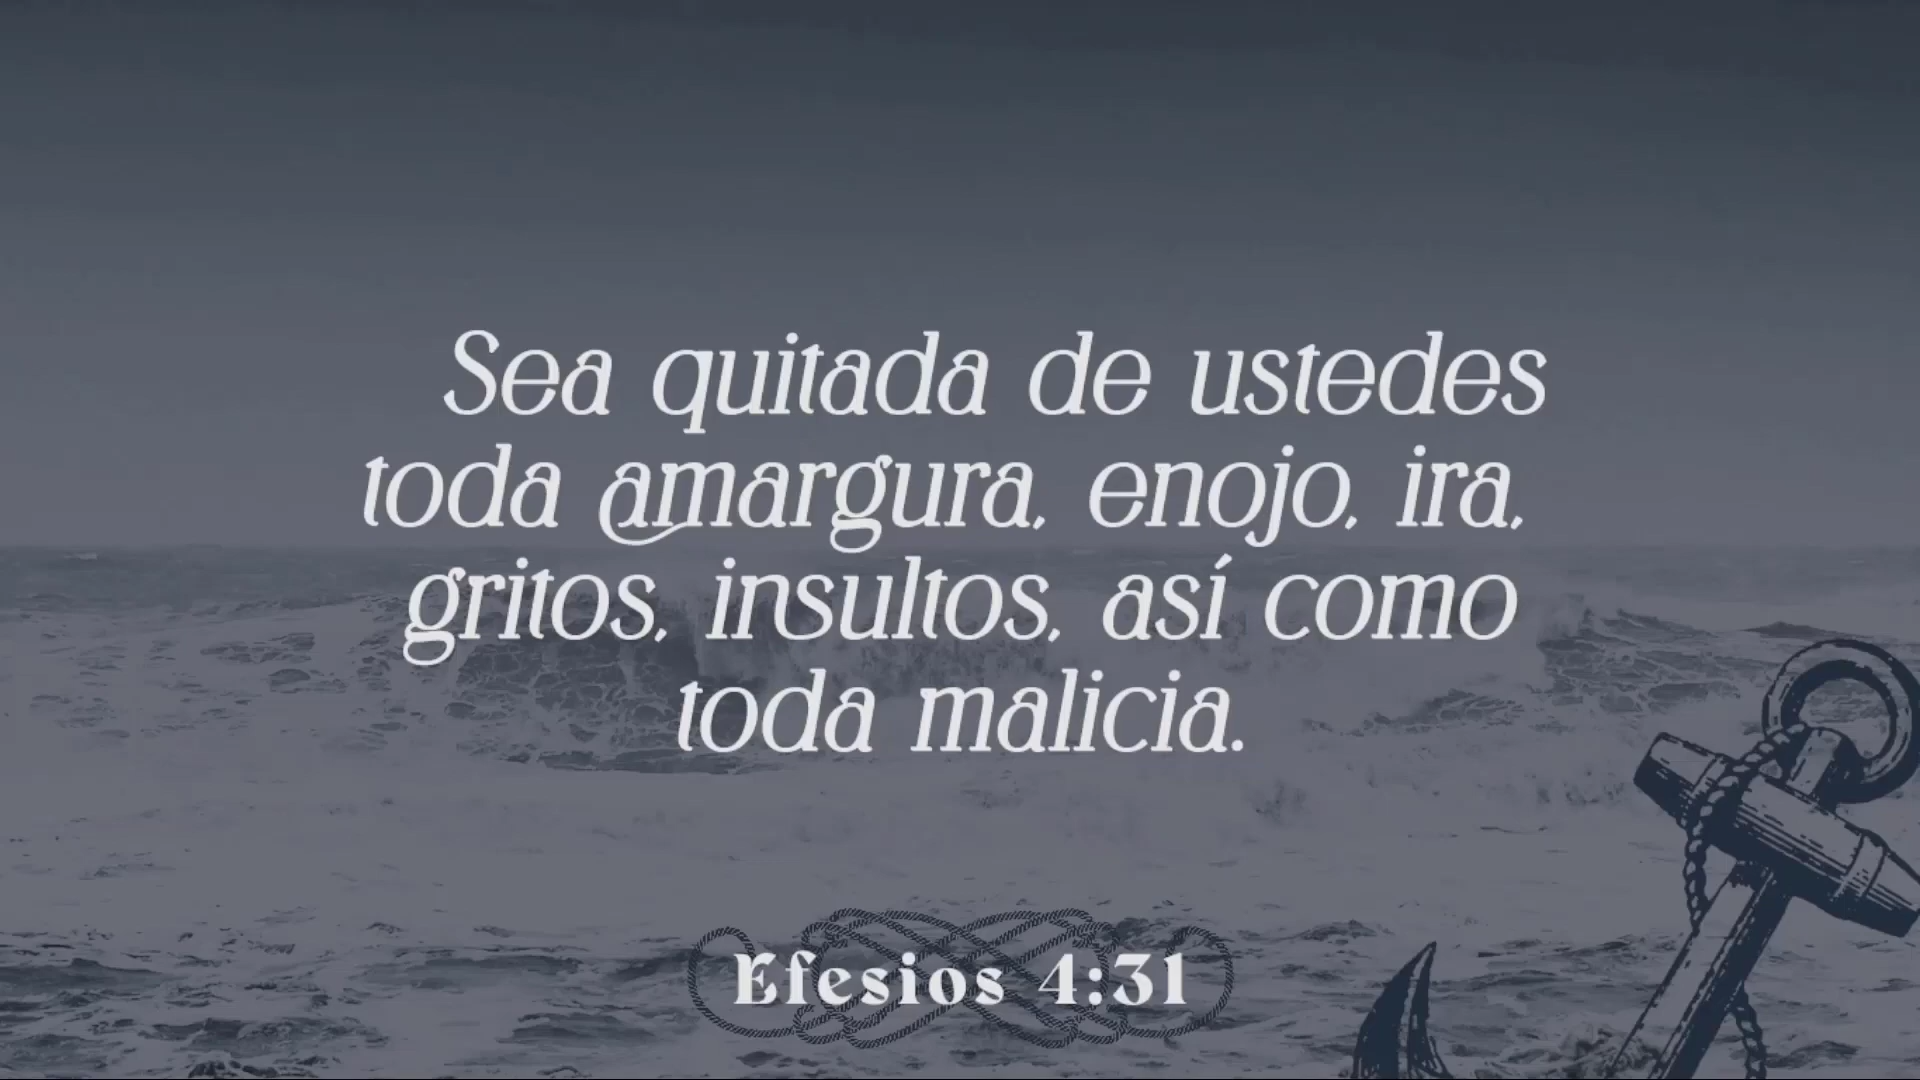 Sea quitada de ustedes
toda amargura, enojo, ira,
gritos, insultos, así como
toda malicia.
Efesios 4:31